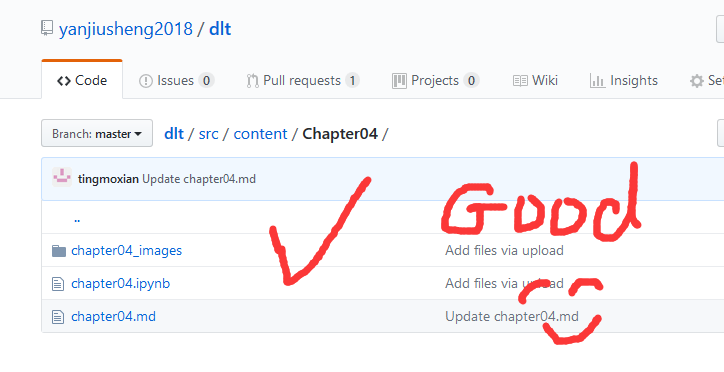 yanjiusheng2018 / dlt
Code Issues 0 Pull requests 1 Projects 0 Wiki Insights Set
Branch: master dlt / src / content / Chapter04 /
tingmoxian Update chapter04.md
..
Good
chapter04_images Add files via upload
chapter04.ipynb Add files via upload
chapter04.md Update chapter04.md